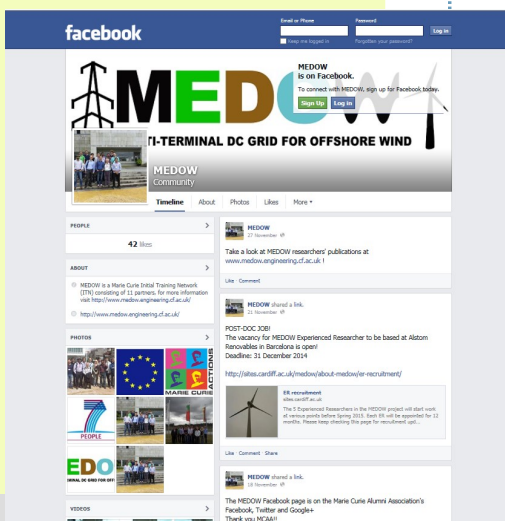 facebook
Email or Phone
Password
Log in
Keep me logged in
Forgotten your password?
MEDOW
TI-TERMINAL DC GRID FOR OFFSHORE WIND
MEDOW
is on Facebook.
To connect with MEDOW, sign up for Facebook today.
Sign Up
Log in
MEDOW
Community
Timeline
About
Photos
Likes
More
PEOPLE
42 likes
ABOUT
MEDOW is a Marie Curie Initial Training Network
(ITN) consisting of 11 partners, for more information
visit http://www.medow.engineering.cf.ac.uk/
http://www.medow.engineering.cf.ac.uk/
PHOTOS
MARIE CURIE
ACTIONS
7
PEOPLE
EDO
VIDEOS
MEDOW
27 November
Take a look at MEDOW researchers' publications at
www.medow.engineering.cf.ac.uk !
Like Comment
MEDOW shared a link.
21 November
POST-DOC JOB!
The vacancy for MEDOW Experienced Researcher to be based at Alstom
Renovables in Barcelona is open!
Deadline: 31 December 2014
http://sites.cardiff.ac.uk/medow/about-medow/er-recruitment/
ER recruitment
sites.cardiff.ac.uk
The 5 Experienced Researchers in the MEDOW project will start work
at various points before Spring 2015. Each ER will be appointed for 12
months. Please keep checking this page for recruitment upd...
Like Comment Share
MEDOW shared a link.
18 November
The MEDOW Facebook page is on the Marie Curie Alumni Association's
Facebook, Twitter and Google+
Thank you MCAA!!